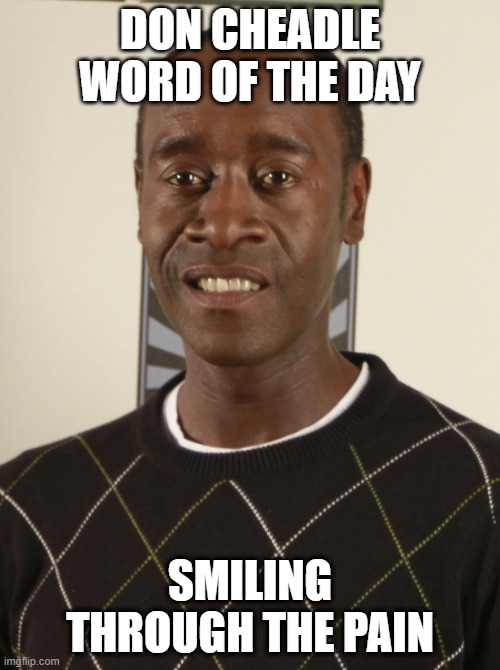 DON CHEADLE
WORD OF THE DAY
SMILING
THROUGH THE PAIN
imgflip.com